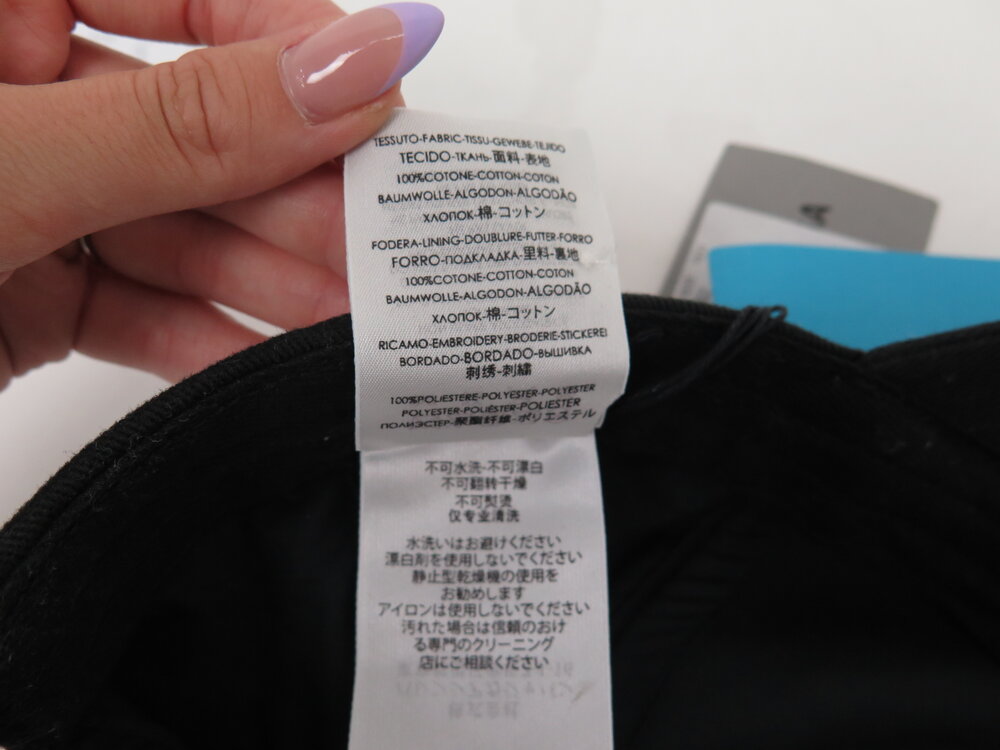 TESSUTO-FABRIC-TISSU-GEWEBE-TEJIDO
TECIDO-ТКАНЬ-面料-表地
100%COTONE-COTTON-COTON
BAUMWOLLE-ALGODON-ALGODÃO
ХЛОПОК-棉-コットン
FODERA-LINING-DOUBLURE-FUTTER-FORRO
FORRO-ПОДКЛАДКА-里料-裏地
100%COTONE-COTTON-COTON
BAUMWOLLE-ALGODON-ALGODÃO
ХЛОПОК-棉-コットン
RICAMO-EMBROIDERY-BRODERIE-STICKEREI
BORDADO-BORDADO-ВЫШИВКА
刺绣-刺繍
100%POLIESTERE-POLYESTER-POLYESTER
POLYESTER-POLIÉSTER-POLIESTER
ПОЛИЭСТЕР-聚酯纤维-ポリエステル
不可水洗-不可漂白
不可翻转干燥
不可熨烫
仅专业清洗
水洗いはお避けください
漂白剤を使用しないでください
静止型乾燥機の使用を
お勧めします
アイロンは使用しないでください
汚れた場合は信頼のおけ
る専門のクリーニング
店にご相談ください
A